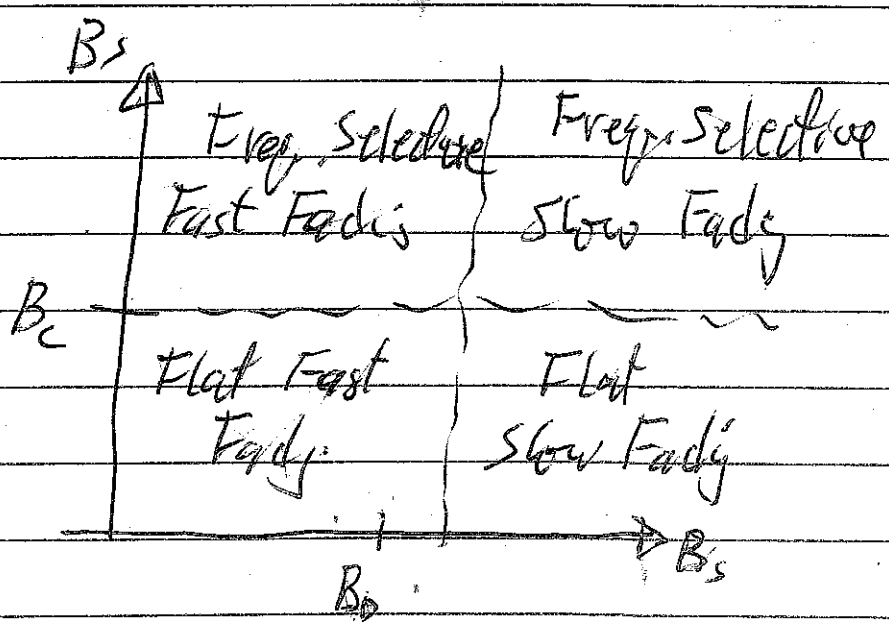 Bs
Freq. Selective
Fast Fading
Freq. Selective
Slow Fading
Bc
Flat Fast
Fading
Flat
Slow Fading
BD
Bs